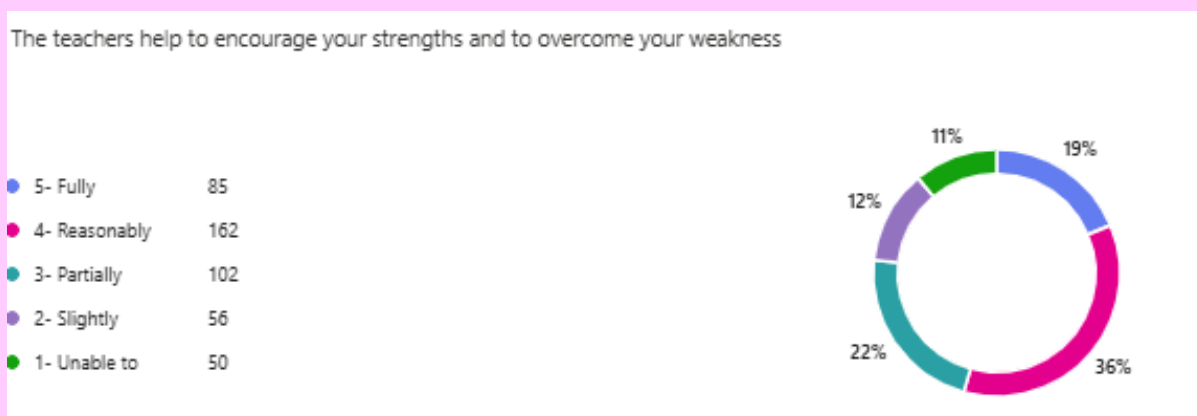 The teachers help to encourage your strengths and to overcome your weakness
5- Fully 85
4- Reasonably 162
3- Partially 102
2- Slightly 56
1- Unable to 50
11%
19%
12%
22%
36%